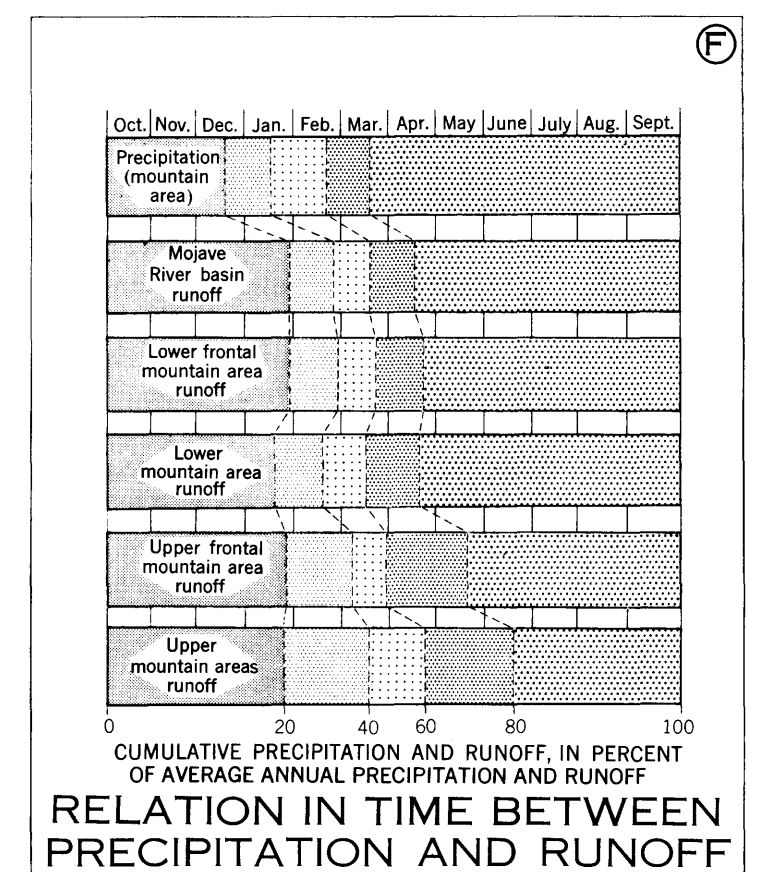 F
Oct. Nov. Dec. Jan. Feb. Mar. Apr. May June July Aug. Sept.
Precipitation
(mountain
area)
Mojave
River basin
runoff
Lower frontal
mountain area
runoff
Lower
mountain area
runoff
Upper frontal
mountain area
runoff
Upper
mountain areas
runoff
0 20 40 60 80 100
CUMULATIVE PRECIPITATION AND RUNOFF, IN PERCENT
OF AVERAGE ANNUAL PRECIPITATION AND RUNOFF
RELATION IN TIME BETWEEN
PRECIPITATION AND RUNOFF